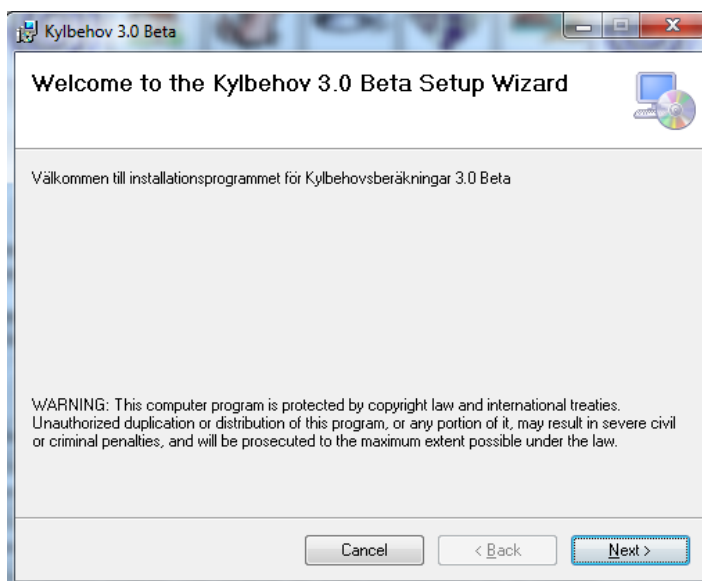 Kylbehov 3.0 Beta
Welcome to the Kylbehov 3.0 Beta Setup Wizard
Välkommen till installationsprogrammet för Kylbehovsberäkningar 3.0 Beta
WARNING: This computer program is protected by copyright law and international treaties.
Unauthorized duplication or distribution of this program, or any portion of it, may result in severe civil
or criminal penalties, and will be prosecuted to the maximum extent possible under the law.
Cancel < Back Next >